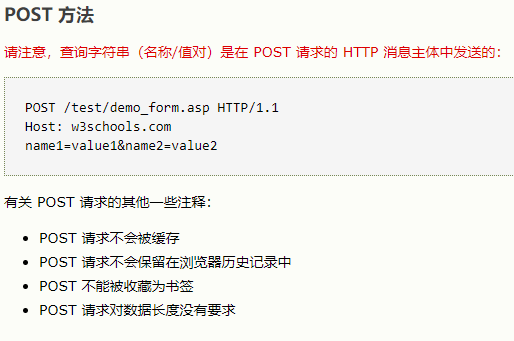 POST 方法
请注意，查询字符串（名称/值对）是在 POST 请求的 HTTP 消息主体中发送的：
POST /test/demo_form.asp HTTP/1.1
Host: w3schools.com
name1=value1&name2=value2
有关 POST 请求的其他一些注释：
POST 请求不会被缓存
POST 请求不会保留在浏览器历史记录中
POST 不能被收藏为书签
POST 请求对数据长度没有要求